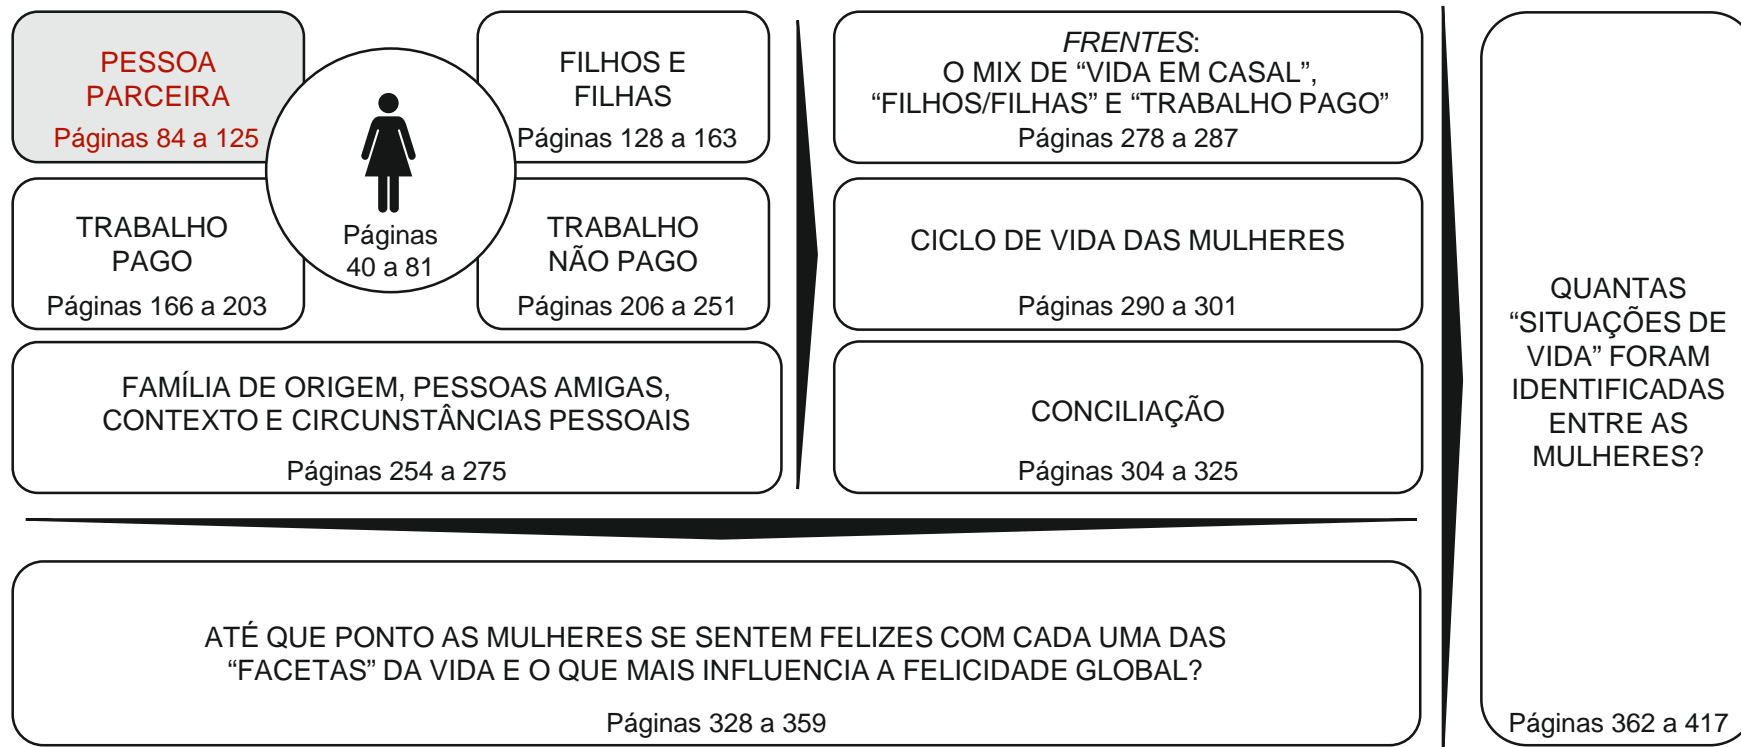 PESSOA
PARCEIRA
Páginas 84 a 125
FILHOS E
FILHAS
Páginas 128 a 163
Páginas
40 a 81
TRABALHO
PAGO
Páginas 166 a 203
TRABALHO
NÃO PAGO
Páginas 206 a 251
FAMÍLIA DE ORIGEM, PESSOAS AMIGAS,
CONTEXTO E CIRCUNSTÂNCIAS PESSOAIS
Páginas 254 a 275
FRENTES:
O MIX DE “VIDA EM CASAL”,
“FILHOS/FILHAS” E “TRABALHO PAGO”
Páginas 278 a 287
CICLO DE VIDA DAS MULHERES
Páginas 290 a 301
CONCILIAÇÃO
Páginas 304 a 325
ATÉ QUE PONTO AS MULHERES SE SENTEM FELIZES COM CADA UMA DAS
“FACETAS” DA VIDA E O QUE MAIS INFLUENCIA A FELICIDADE GLOBAL?
Páginas 328 a 359
QUANTAS
“SITUAÇÕES DE
VIDA” FORAM
IDENTIFICADAS
ENTRE AS
MULHERES?
Páginas 362 a 417